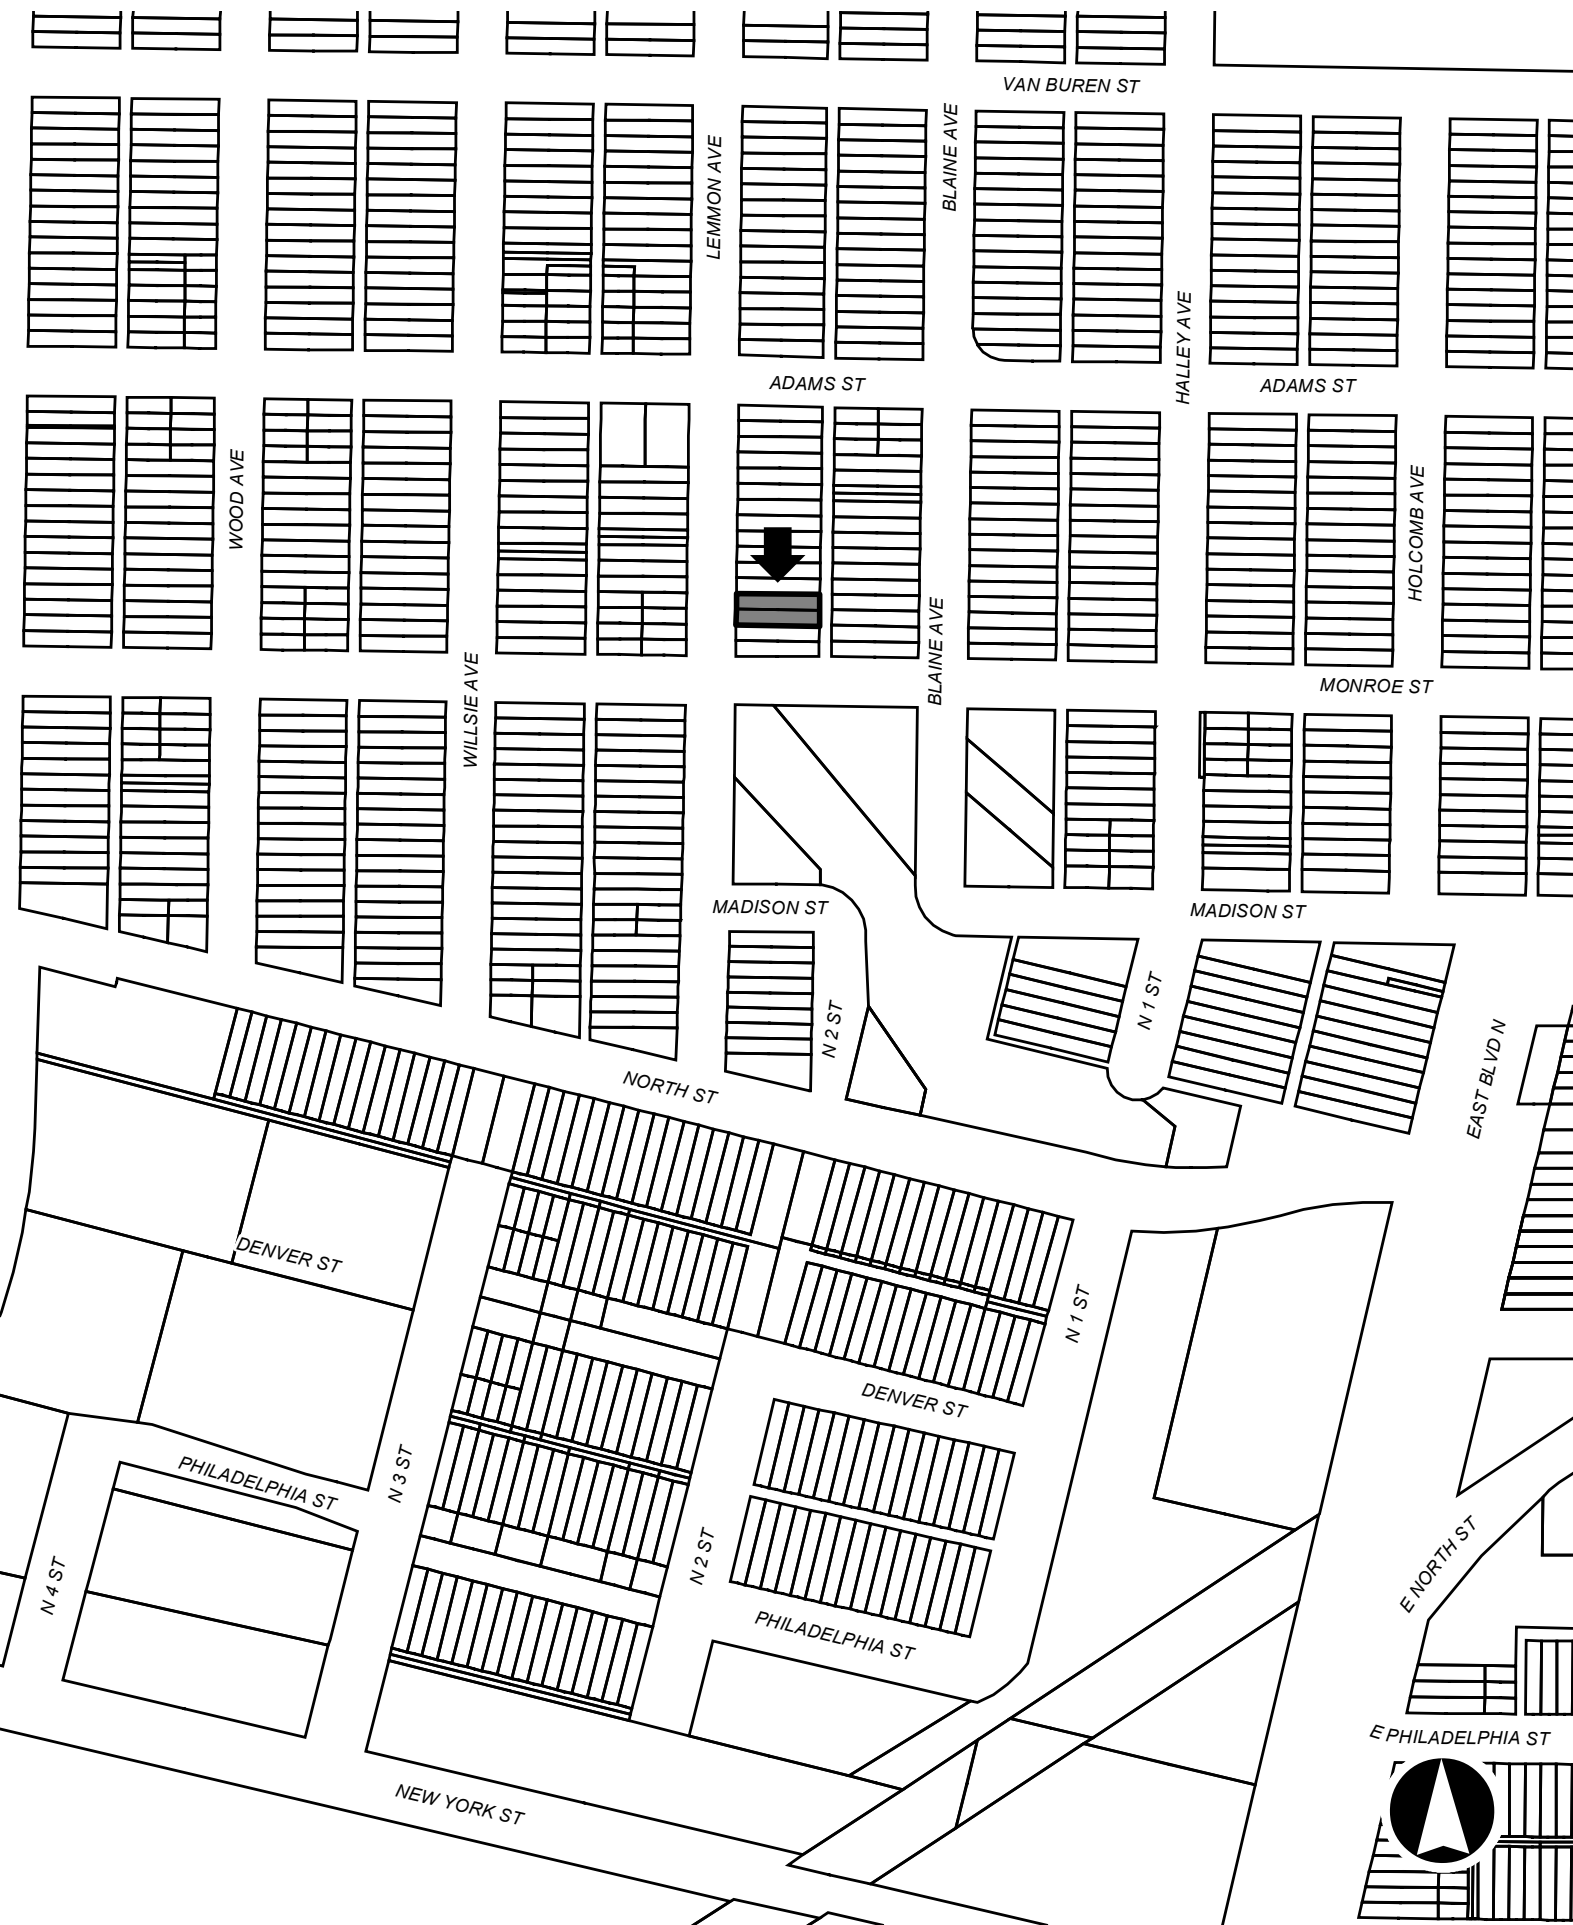 VAN BUREN ST
BLAINE AVE
LEMMON AVE
HALLEY AVE
ADAMS ST
ADAMS ST
WOOD AVE
HOLCOMB AVE
BLAINE AVE
WILLSIE AVE
MONROE ST
MADISON ST
MADISON ST
N 1 ST
N 2 ST
EAST BLVD N
NORTH ST
DENVER ST
N 1 ST
DENVER ST
N 3 ST
PHILADELPHIA ST
N 2 ST
E NORTH ST
N 4 ST
PHILADELPHIA ST
E PHILADELPHIA ST
NEW YORK ST